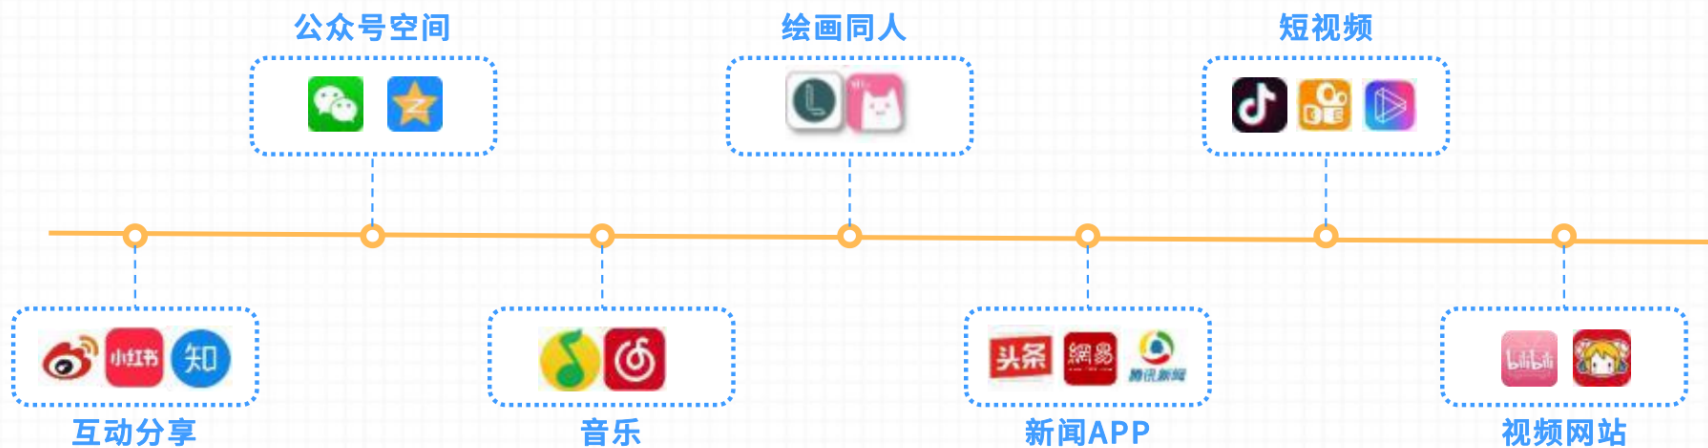 公众号空间
绘画同人
短视频
Z
L
小红书
知
头条
網易
腾讯新闻
bilibili
互动分享
音乐
新闻APP
视频网站